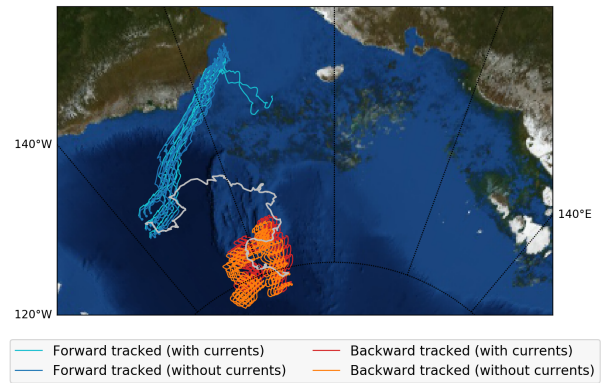 140°W
140°E
120°W
Forward tracked (with currents)
Backward tracked (with currents)
Forward tracked (without currents)
Backward tracked (without currents)